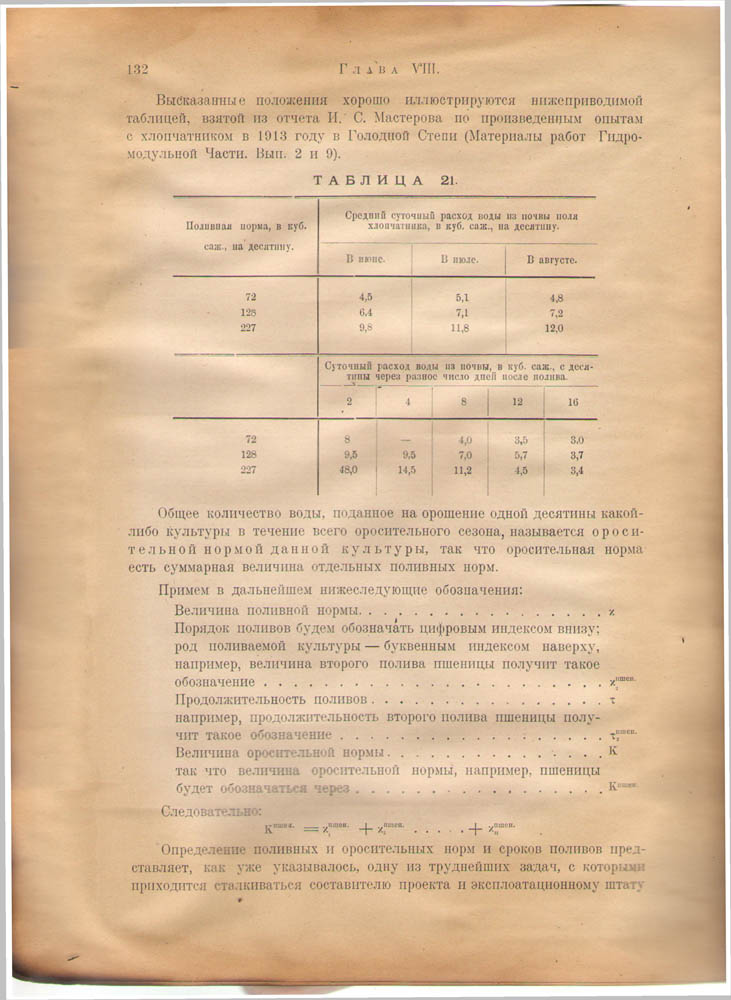 132
Глава VIII.
Высказанные положения хорошо иллюстрируются нижеприводимой
таблицей, взятой из отчета И. С. Мастерова по произведенным опытам
с хлопчатником в 1913 году в Голодной Степи (Материалы работ Гидро-
модульной Части. Вып. 2 и 9).
ТАБЛИЦА 21.
Поливная норма, в куб.
саж., на десятину.
Средний суточный расход воды из почвы поля
хлопчатника, в куб. саж., на десятину.
В июне. В июле. В августе.
72 4,5 5,1 4,8
128 6.4 7,1 7,2
227 9,8 11,8 12,0
Суточный расход воды из почвы, в куб. саж., с деся-
тины через разное число дней после полива.
2 4 8 12 16
72 8 — 4,0 3,5 3.0
128 9,5 9,5 7,0 5,7 3,7
227 48,0 14,5 11,2 4,5 3,4
Общее количество воды, поданное на орошение одной десятины какой-
либо культуры в течение всего оросительного сезона, называется ороси-
тельной нормой данной культуры, так что оросительная норма
есть суммарная величина отдельных поливных норм.
Примем в дальнейшем нижеследующие обозначения:
Величина поливной нормы. . . . . . . . . . . . . . . . . ϰ
Порядок поливов будем обозначать цифровым индексом внизу;
род поливаемой культуры — буквенным индексом наверху,
например, величина второго полива пшеницы получит такое
обозначение . . . . . . . . . . . . . . . . . . . . . . ϰ₂пшен.
Продолжительность поливов . . . . . . . . . . . . . . . . τ
например, продолжительность второго полива пшеницы полу-
чит такое обозначение . . . . . . . . . . . . . . . . . . τ₂пшен.
Величина оросительной нормы. . . . . . . . . . . . . . . K
так что величина оросительной нормы, например, пшеницы
будет обозначаться через . . . . . . . . . . . . . . . . . Kпшен.
Следовательно:
Kпшен. = ϰ₁пшен. + ϰ₂пшен. . . . . . + ϰₙпшен.
Определение поливных и оросительных норм и сроков поливов пред-
ставляет, как уже указывалось, одну из труднейших задач, с которыми
приходится сталкиваться составителю проекта и эксплоатационному штату